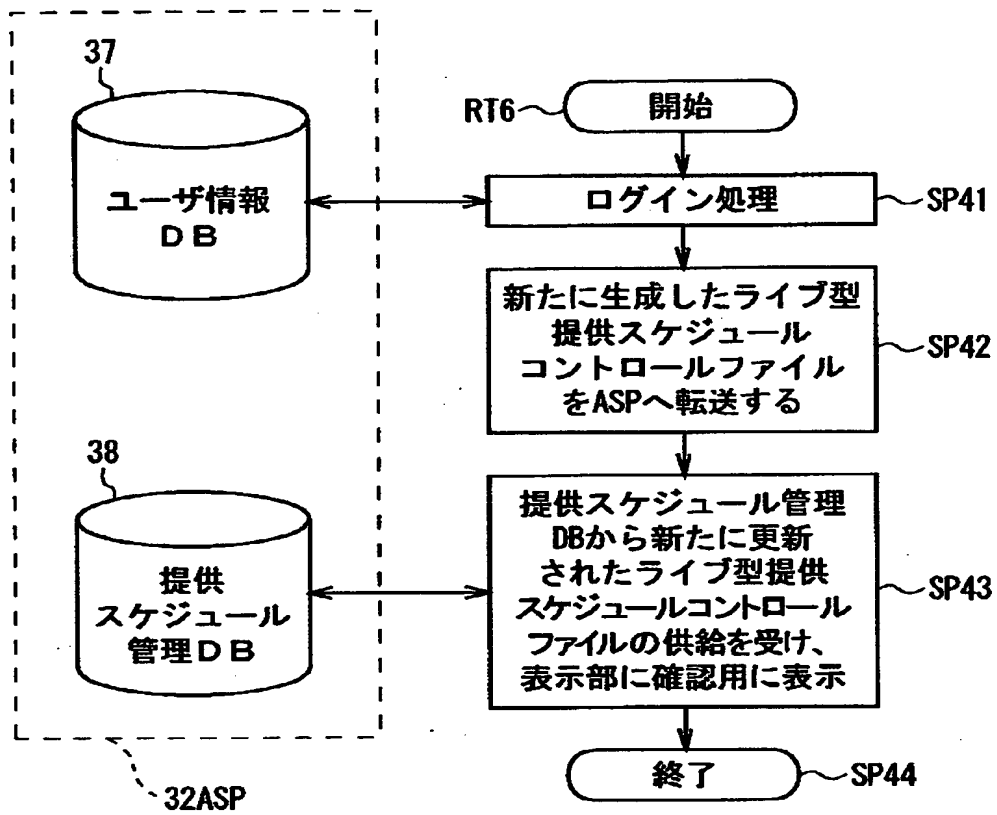 37
ユーザ情報
DB
38
提供
スケジュール
管理DB
32ASP
RT6
開始
ログイン処理
SP41
新たに生成したライブ型
提供スケジュール
コントロールファイル
をASPへ転送する
SP42
提供スケジュール管理
DBから新たに更新
されたライブ型提供
スケジュールコントロール
ファイルの供給を受け、
表示部に確認用に表示
SP43
終了
SP44